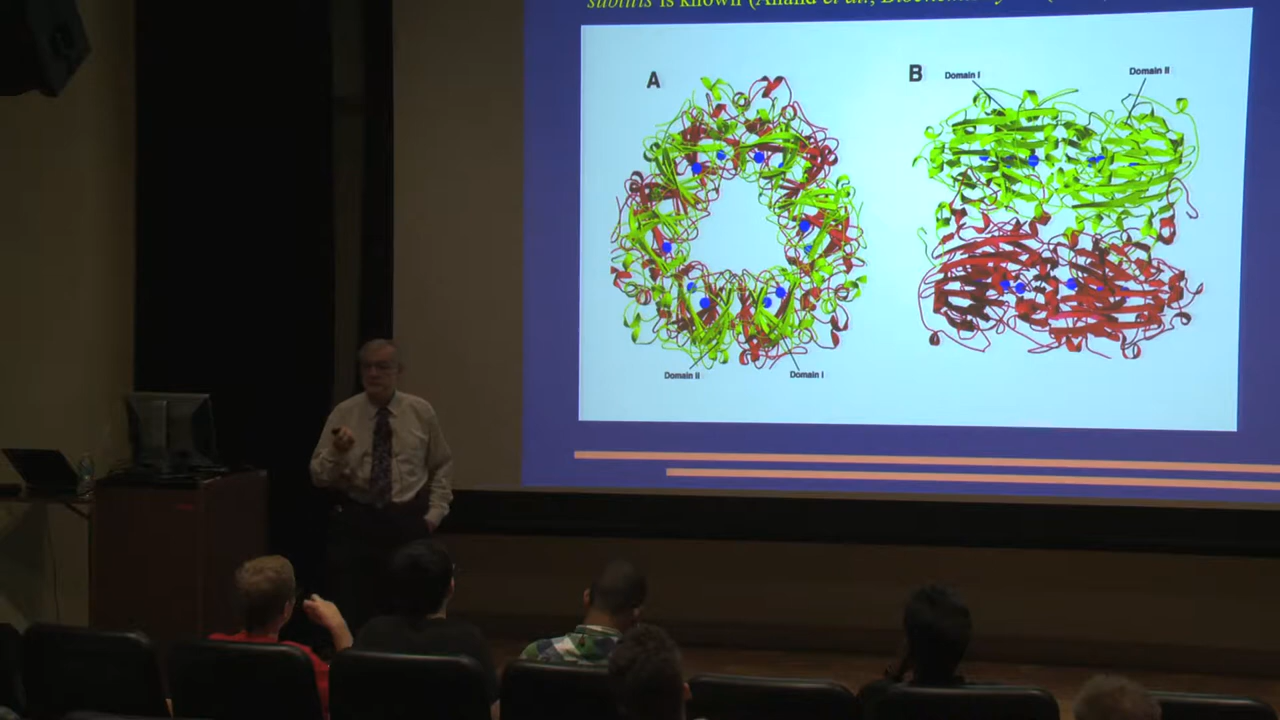 subtilis is known (Anand et al., Biochemistry
A
B
Domain I
Domain II
Domain II
Domain I